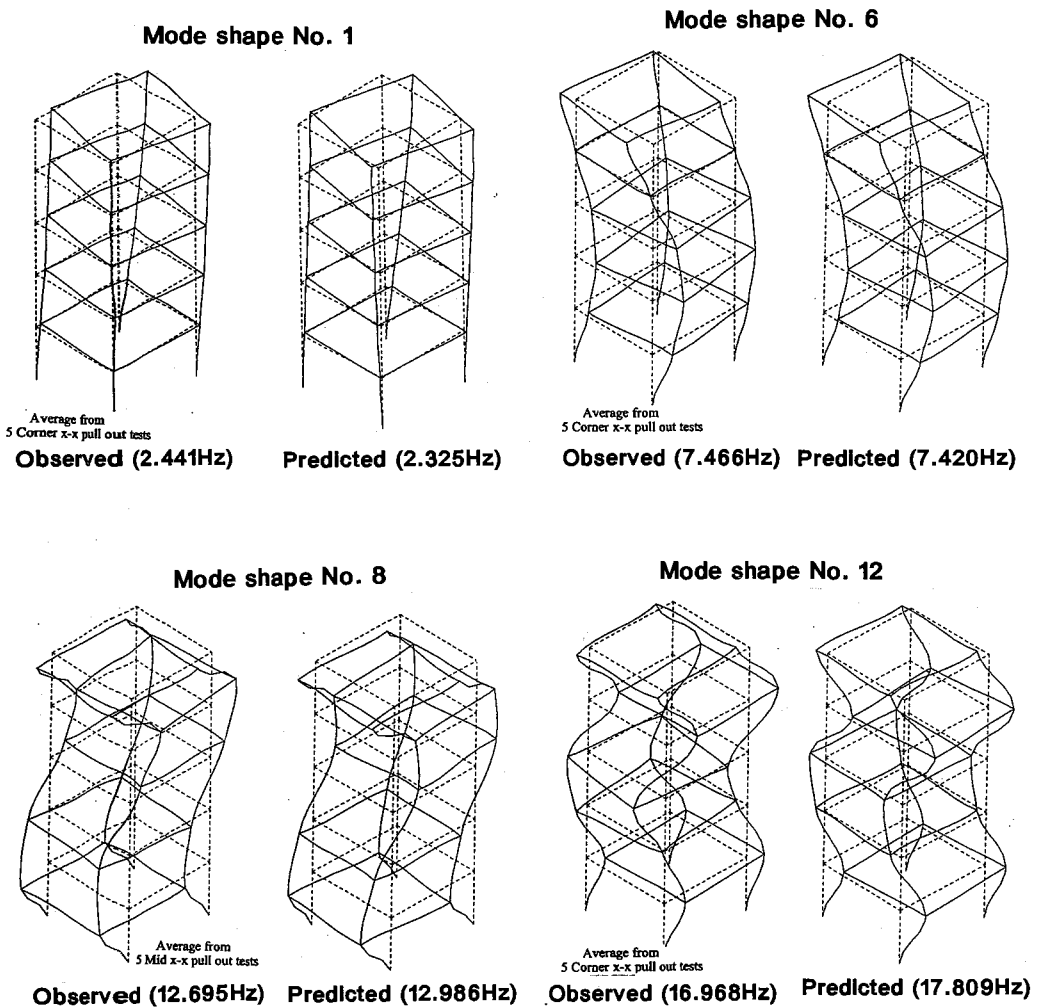 Mode shape No. 1
Average from
5 Corner x-x pull out tests
Observed (2.441Hz)
Predicted (2.325Hz)
Mode shape No. 6
Average from
5 Corner x-x pull out tests
Observed (7.466Hz)
Predicted (7.420Hz)
Mode shape No. 8
Average from
5 Mid x-x pull out tests
Observed (12.695Hz)
Predicted (12.986Hz)
Mode shape No. 12
Average from
5 Corner x-x pull out tests
Observed (16.968Hz)
Predicted (17.809Hz)